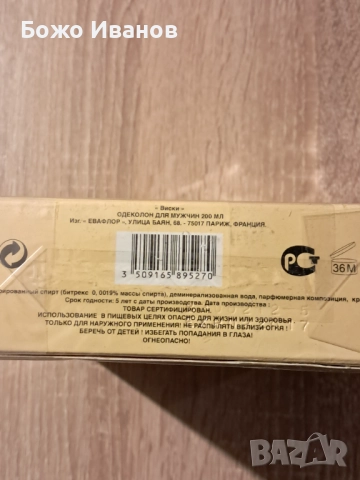 Божо Иванов
– Виски –
ОДЕКОЛОН ДЛЯ МУЖЧИН 200 МЛ
Изг. – ЕВАФЛОР –, УЛИЦА БАЯН, 68. - 75017 ПАРИЖ, ФРАНЦИЯ.
3 509165 895270
РСТ
36M
спирт (битрекс 0, 0019% массы спирта), деминерализованная вода, парфюмерная композиция,
Срок годности: 5 лет с даты производства. Дата производства :
ТОВАР СЕРТИФИЦИРОВАН.
ИСПОЛЬЗОВАНИЕ В ПИЩЕВЫХ ЦЕЛЯХ ОПАСНО ДЛЯ ЖИЗНИ ИЛИ ЗДОРОВЬЯ
ТОЛЬКО ДЛЯ НАРУЖНОГО ПРИМЕНЕНИЯ! НЕ РАСПЫЛЯТЬ ВБЛИЗИ ОГНЯ !
БЕРЕЧЬ ОТ ДЕТЕЙ ! ИЗБЕГАТЬ ПОПАДАНИЯ В ГЛАЗА!
ОГНЕОПАСНО!
BAZAR